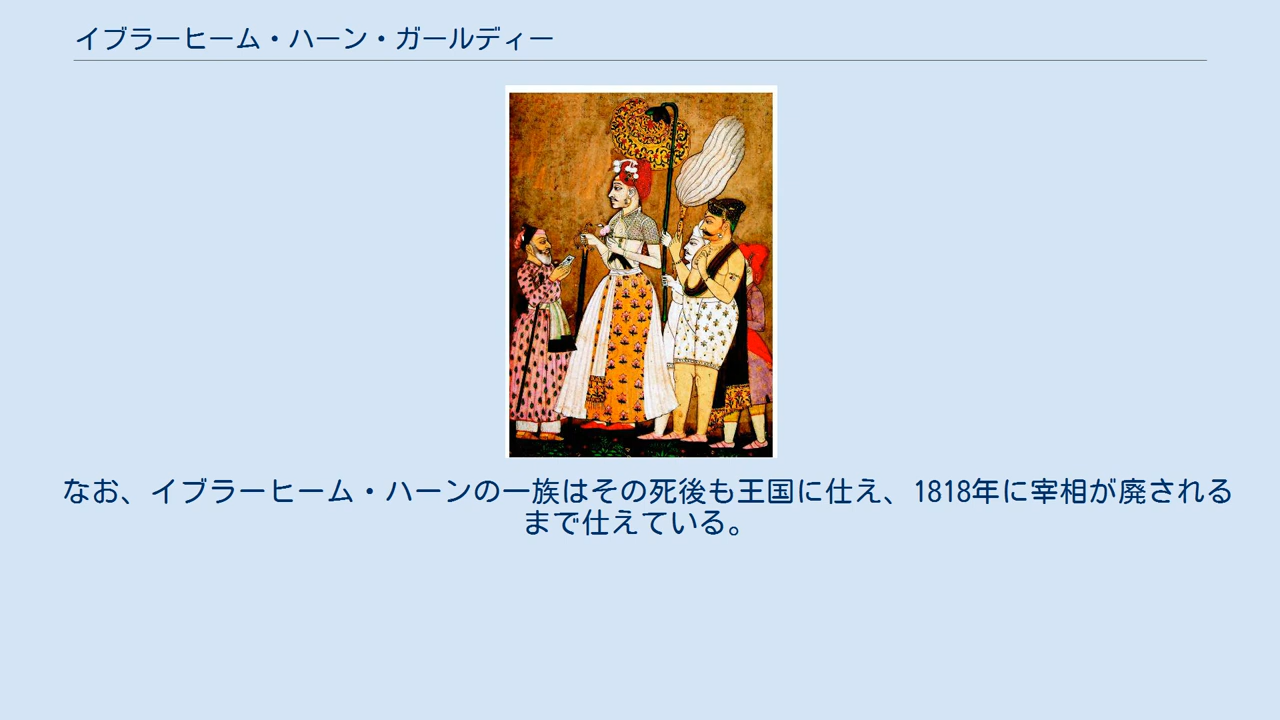 イブラーヒーム・ハーン・ガールディー
なお、イブラーヒーム・ハーンの一族はその死後も王国に仕え、1818年に宰相が廃される
まで仕えている。